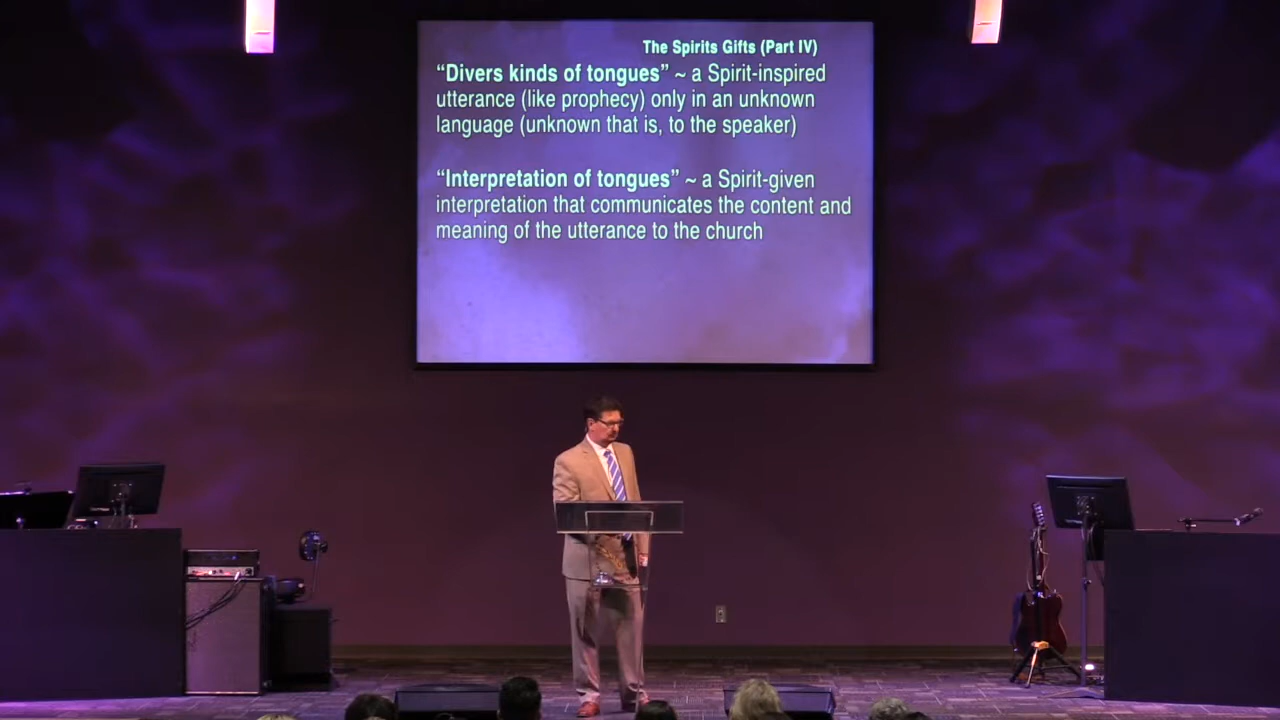 The Spirits Gifts (Part IV)
“Divers kinds of tongues” ~ a Spirit-inspired
utterance (like prophecy) only in an unknown
language (unknown that is, to the speaker)
“Interpretation of tongues” ~ a Spirit-given
interpretation that communicates the content and
meaning of the utterance to the church